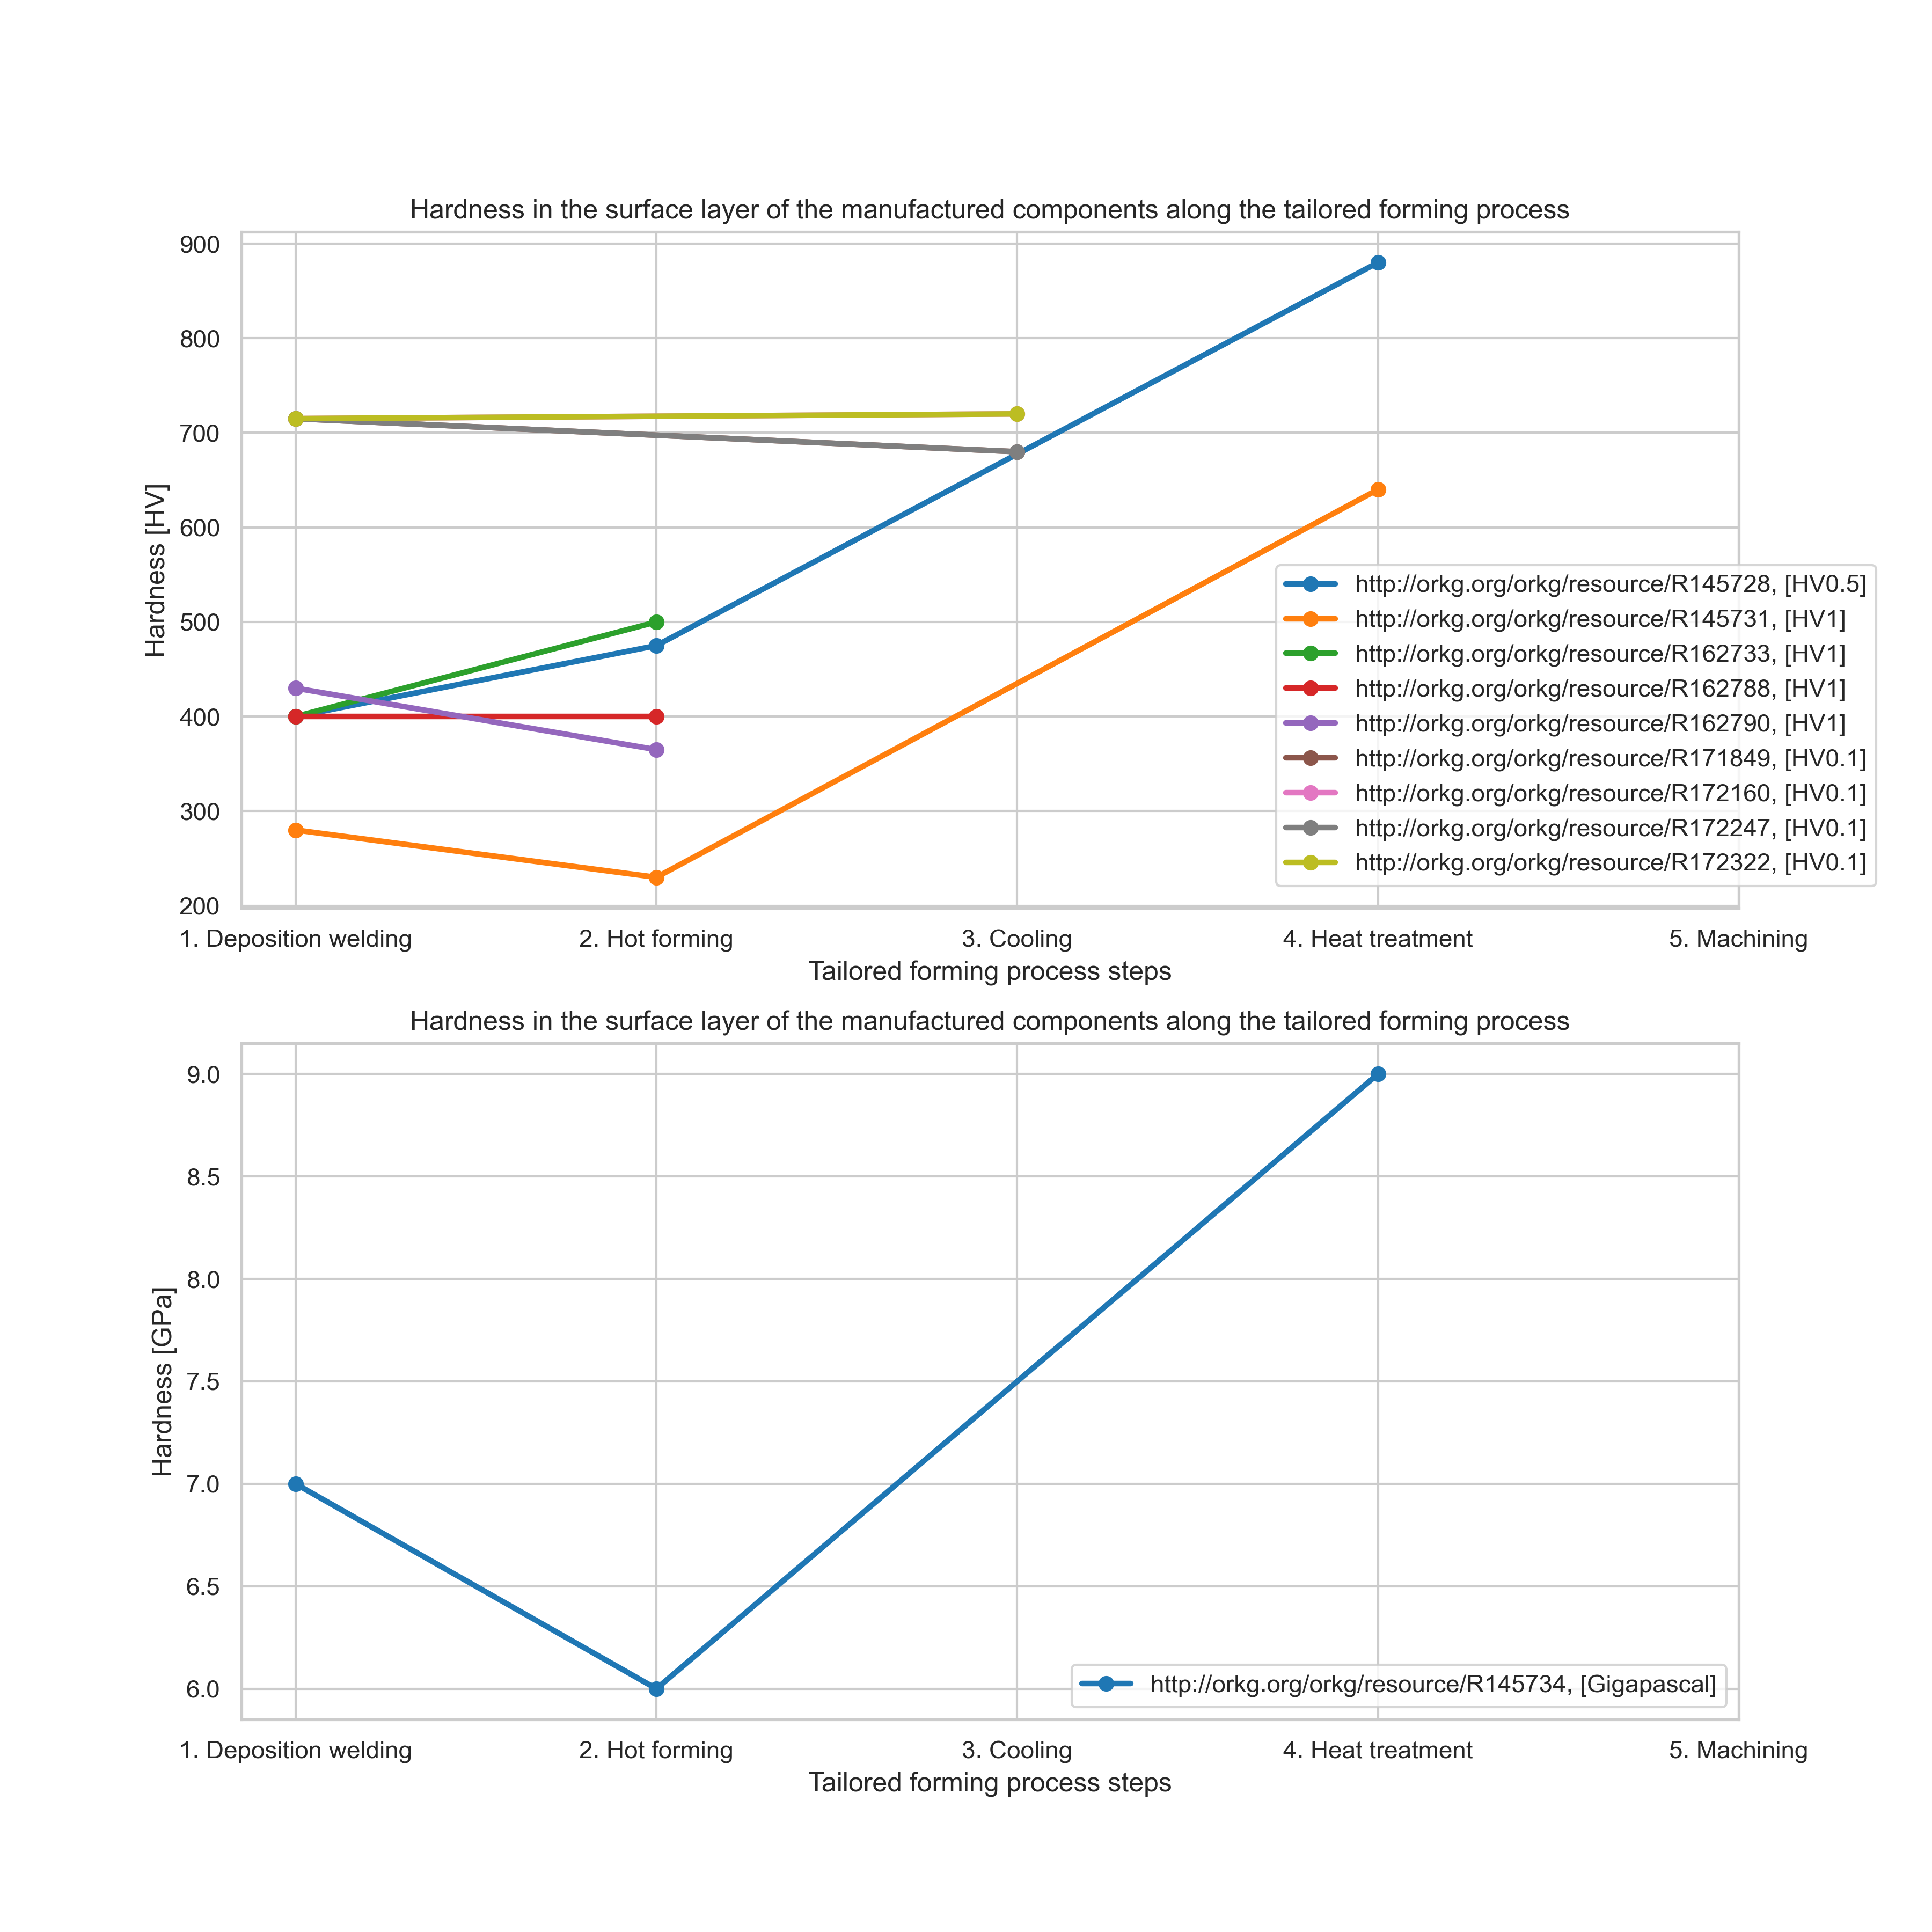 Hardness in the surface layer of the manufactured components along the tailored forming process
900
800
700
600
500
400
300
200
Hardness [HV]
http://orkg.org/orkg/resource/R145728, [HV0.5]
http://orkg.org/orkg/resource/R145731, [HV1]
http://orkg.org/orkg/resource/R162733, [HV1]
http://orkg.org/orkg/resource/R162788, [HV1]
http://orkg.org/orkg/resource/R162790, [HV1]
http://orkg.org/orkg/resource/R171849, [HV0.1]
http://orkg.org/orkg/resource/R172160, [HV0.1]
http://orkg.org/orkg/resource/R172247, [HV0.1]
http://orkg.org/orkg/resource/R172322, [HV0.1]
1. Deposition welding 2. Hot forming 3. Cooling 4. Heat treatment 5. Machining
Tailored forming process steps
Hardness in the surface layer of the manufactured components along the tailored forming process
9.0
8.5
8.0
7.5
7.0
6.5
6.0
Hardness [GPa]
http://orkg.org/orkg/resource/R145734, [Gigapascal]
1. Deposition welding 2. Hot forming 3. Cooling 4. Heat treatment 5. Machining
Tailored forming process steps